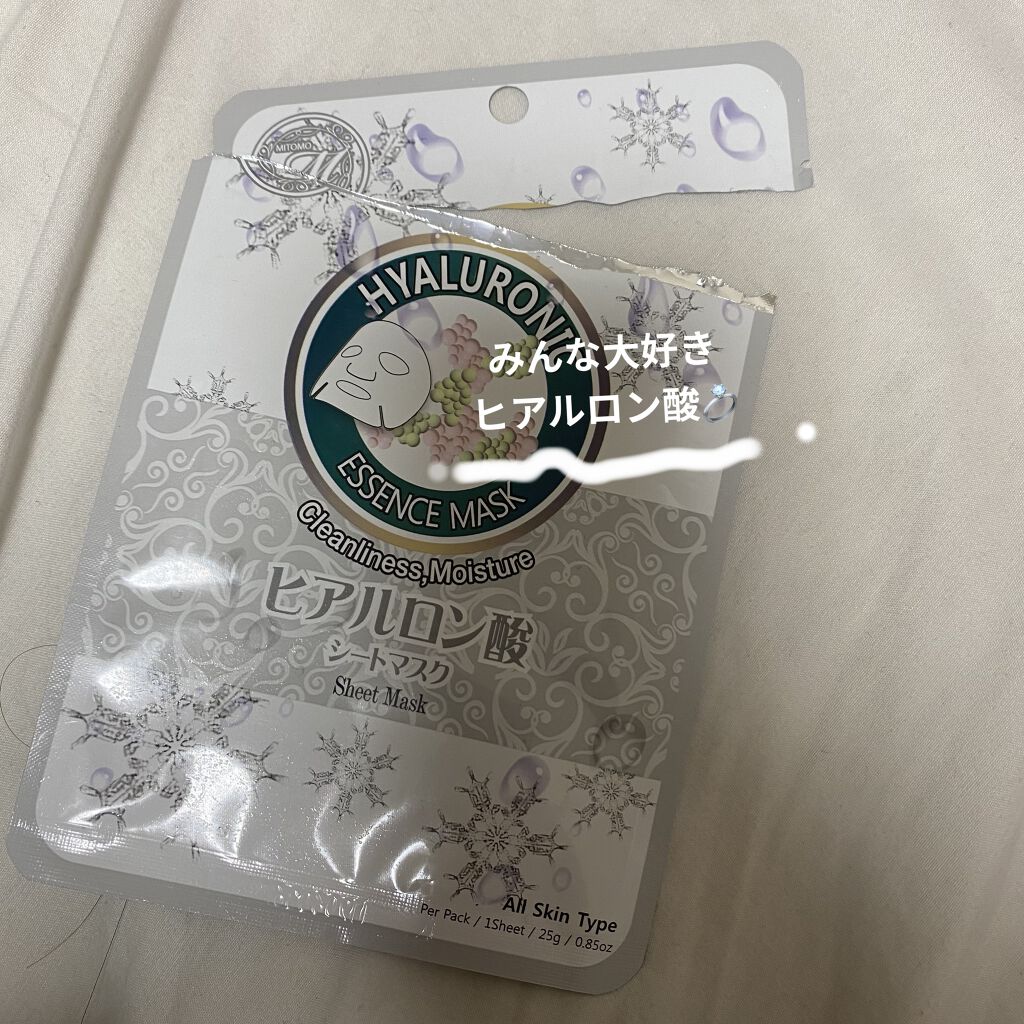 MITOMO
HYALURONIC
みんな大好き
ヒアルロン酸💍
ESSENCE MASK
Cleanliness,Moisture
ヒアルロン酸
シートマスク
Sheet Mask
All Skin Type
Per Pack / 1Sheet / 25g / 0.85oz